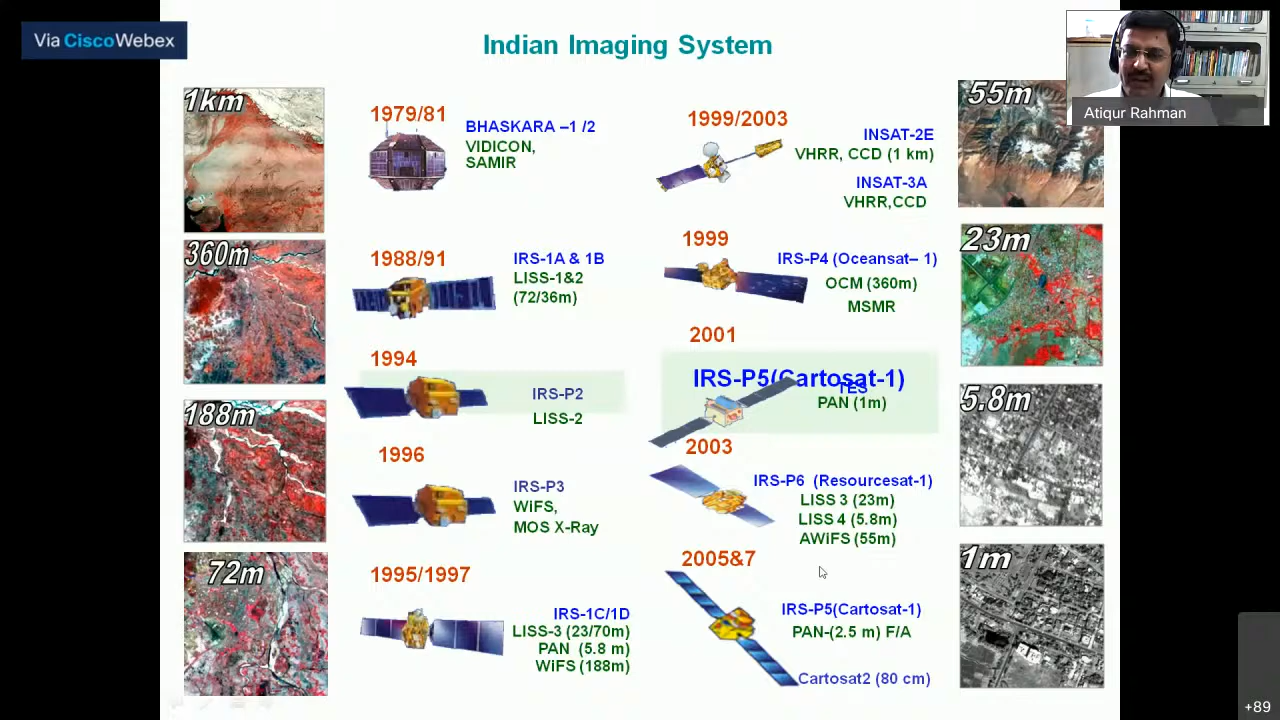 Via CiscoWebex
Indian Imaging System
Atiqur Rahman
1km
360m
188m
72m
1979/81
BHASKARA –1 /2
VIDICON,
SAMIR
1988/91
IRS-1A & 1B
LISS-1&2
(72/36m)
1994
IRS-P2
LISS-2
1996
IRS-P3
WiFS,
MOS X-Ray
1995/1997
IRS-1C/1D
LISS-3 (23/70m)
PAN (5.8 m)
WiFS (188m)
1999/2003
INSAT-2E
VHRR, CCD (1 km)
INSAT-3A
VHRR,CCD
1999
IRS-P4 (Oceansat– 1)
OCM (360m)
MSMR
2001
IRS-P5(Cartosat-1)
TES
PAN (1m)
2003
IRS-P6 (Resourcesat-1)
LISS 3 (23m)
LISS 4 (5.8m)
AWiFS (55m)
2005&7
IRS-P5(Cartosat-1)
PAN-(2.5 m) F/A
Cartosat2 (80 cm)
55m
23m
5.8m
1m
+89